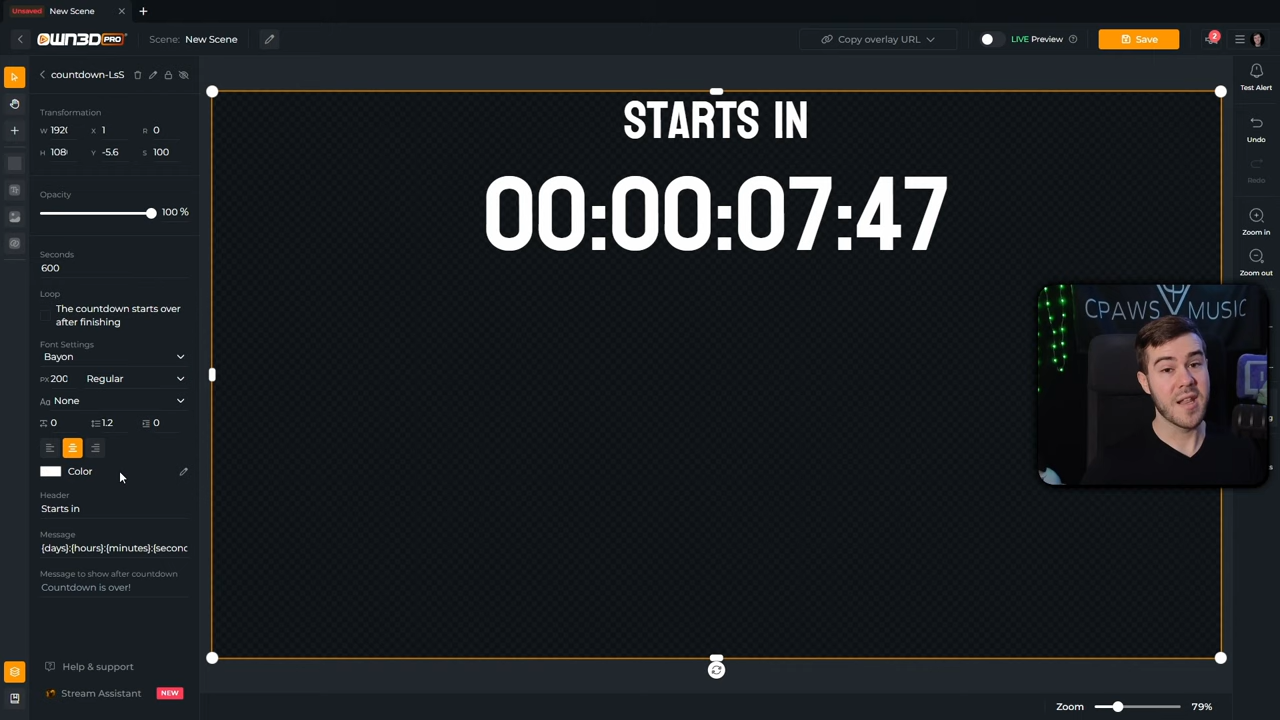 Unsaved New Scene
OWN3D PRO Scene: New Scene
Copy overlay URL
LIVE Preview
Save
2
countdown-LsS
Transformation
W 192 X 1 R 0
H 108 Y -5.6 S 100
Opacity
100 %
Seconds
600
Loop
The countdown starts over
after finishing
Font Settings
Bayon
PX 200 Regular
Aa None
0 1.2 0
Color
Header
Starts in
Message
{days}:{hours}:{minutes}:{second
Message to show after countdown
Countdown is over!
Help & support
Stream Assistant NEW
STARTS IN
00:00:07:47
CPAWS MUSIC
Test Alert
Undo
Redo
Zoom in
Zoom out
Zoom 79%